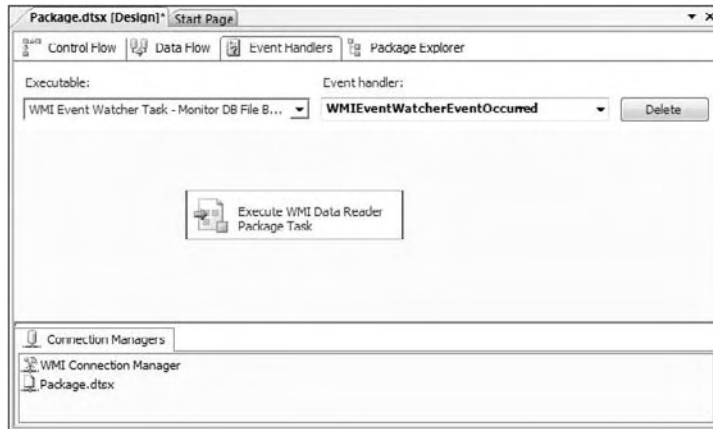 Package.dtsx [Design]* Start Page
Control Flow Data Flow Event Handlers Package Explorer
Executable: Event handler:
WMI Event Watcher Task - Monitor DB File B... WMIEventWatcherEventOccurred Delete
Execute WMI Data Reader
Package Task
Connection Managers
WMI Connection Manager
Package.dtsx